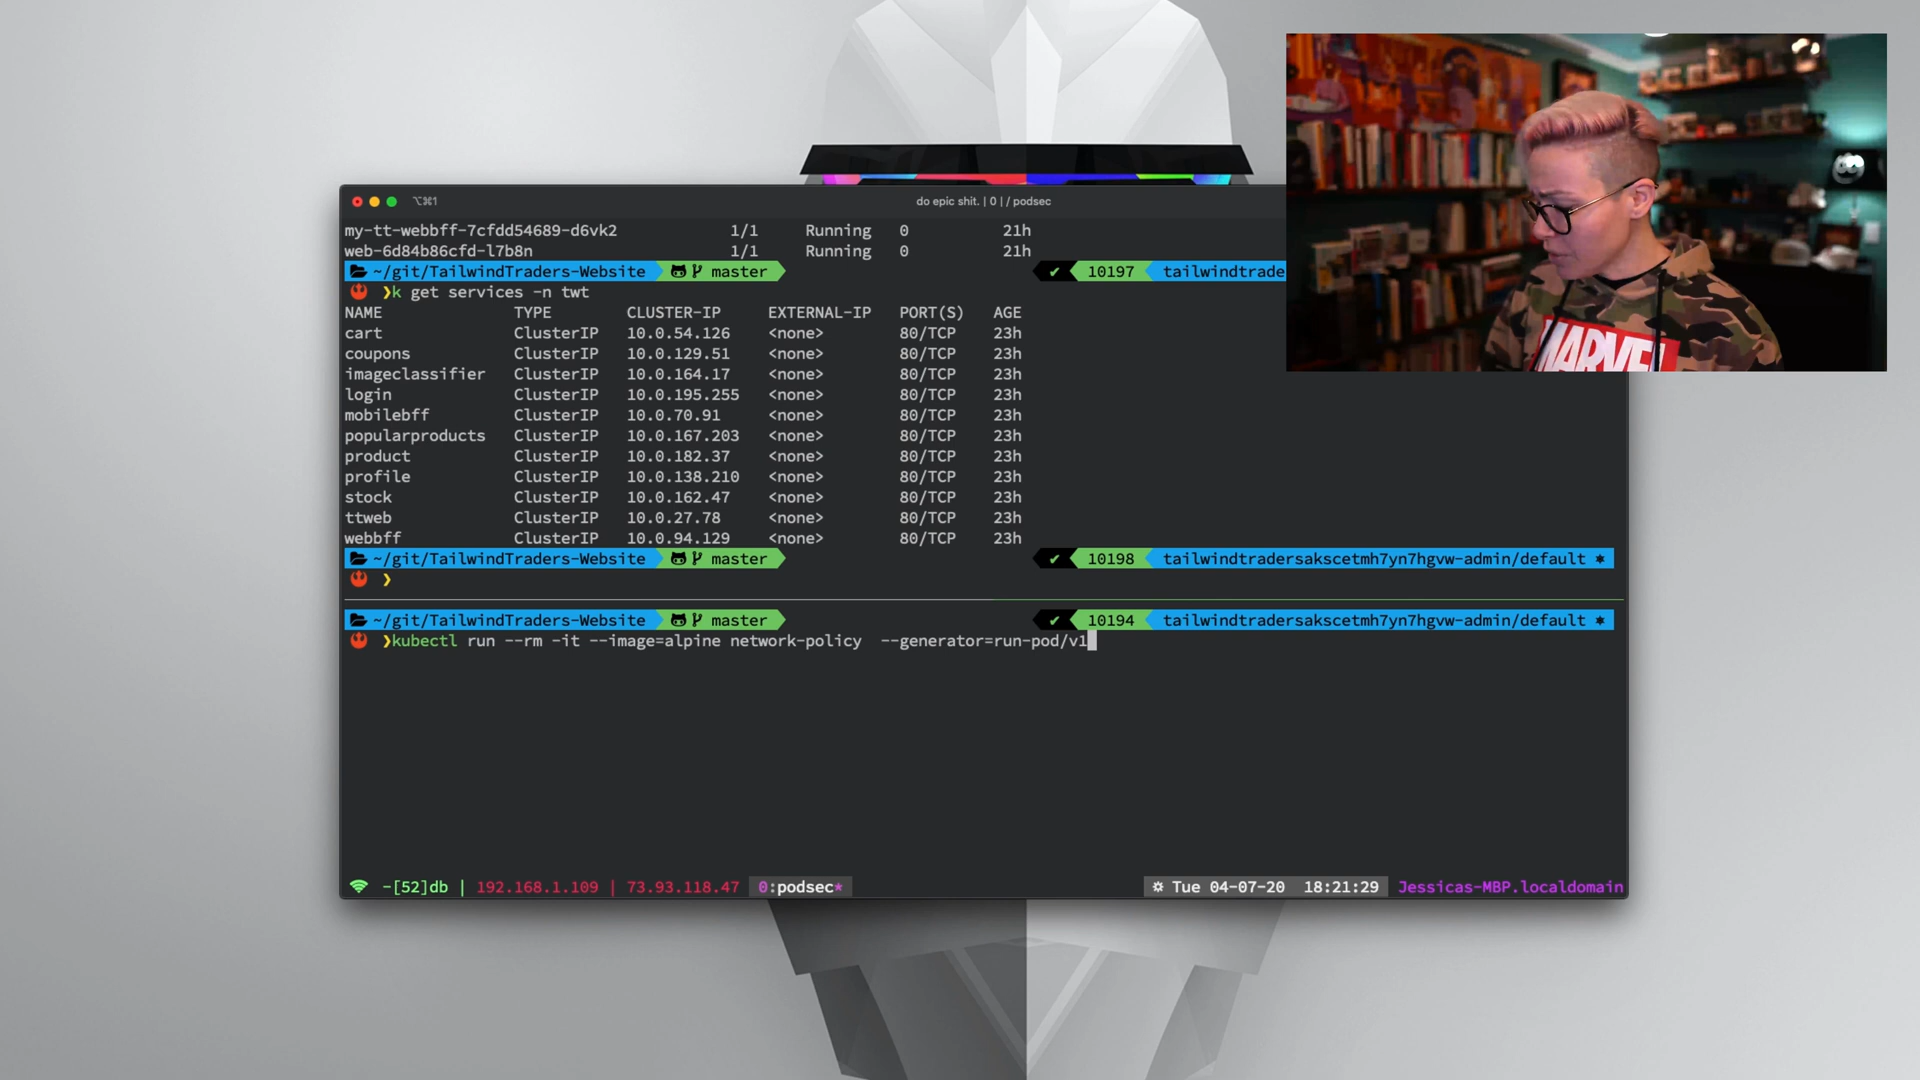 ⌥⌘1 do epic shit. | 0 | / podsec
my-tt-webbff-7cfdd54689-d6vk2 1/1 Running 0 21h
web-6d84b86cfd-l7b8n 1/1 Running 0 21h
~/git/TailwindTraders-Website master ✔ 10197 tailwindtrade
❯k get services -n twt
NAME TYPE CLUSTER-IP EXTERNAL-IP PORT(S) AGE
cart ClusterIP 10.0.54.126 <none> 80/TCP 23h
coupons ClusterIP 10.0.129.51 <none> 80/TCP 23h
imageclassifier ClusterIP 10.0.164.17 <none> 80/TCP 23h
login ClusterIP 10.0.195.255 <none> 80/TCP 23h
mobilebff ClusterIP 10.0.70.91 <none> 80/TCP 23h
popularproducts ClusterIP 10.0.167.203 <none> 80/TCP 23h
product ClusterIP 10.0.182.37 <none> 80/TCP 23h
profile ClusterIP 10.0.138.210 <none> 80/TCP 23h
stock ClusterIP 10.0.162.47 <none> 80/TCP 23h
ttweb ClusterIP 10.0.27.78 <none> 80/TCP 23h
webbff ClusterIP 10.0.94.129 <none> 80/TCP 23h
~/git/TailwindTraders-Website master ✔ 10198 tailwindtradersakscetmh7yn7hgvw-admin/default
❯
~/git/TailwindTraders-Website master ✔ 10194 tailwindtradersakscetmh7yn7hgvw-admin/default
❯kubectl run --rm -it --image=alpine network-policy --generator=run-pod/v1
-[52]db | 192.168.1.109 | 73.93.118.47 0:podsec* Tue 04-07-20 18:21:29 Jessicas-MBP.localdomain
MARVEL